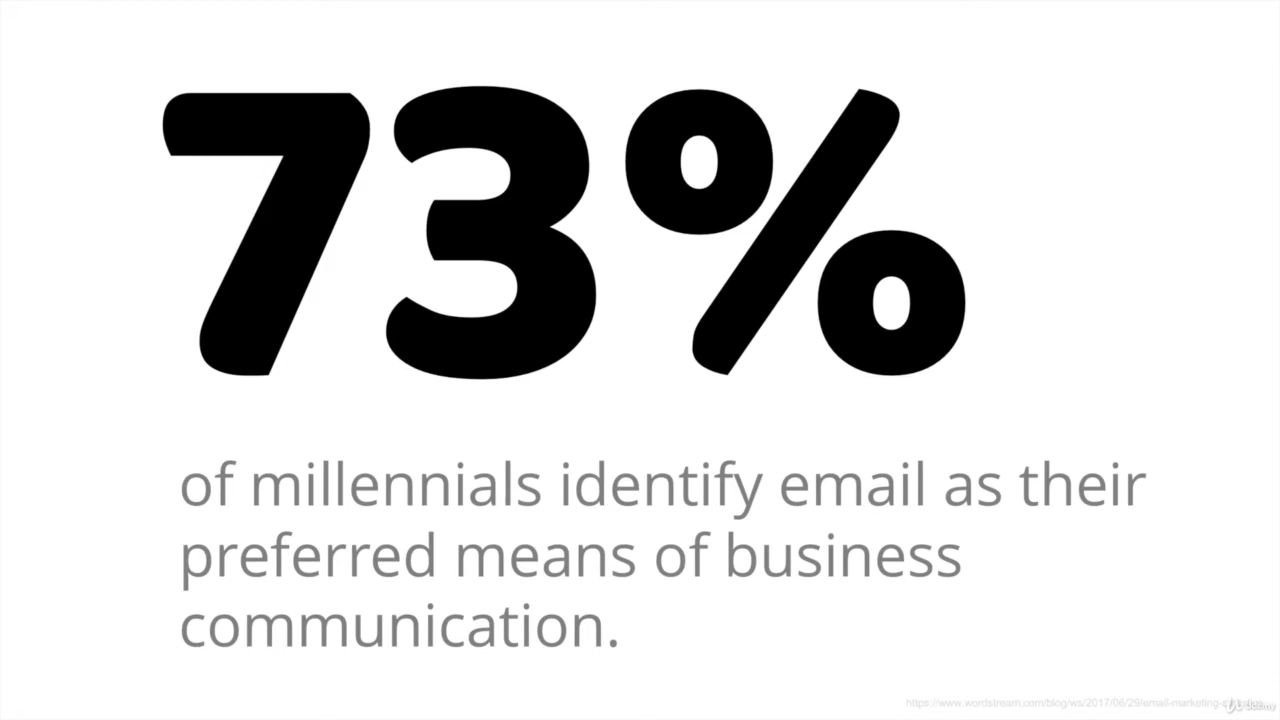 73%
of millennials identify email as their
preferred means of business
communication.
https://www.wordstream.com/blog/ws/2017/06/29/email-marketing-
Udemy